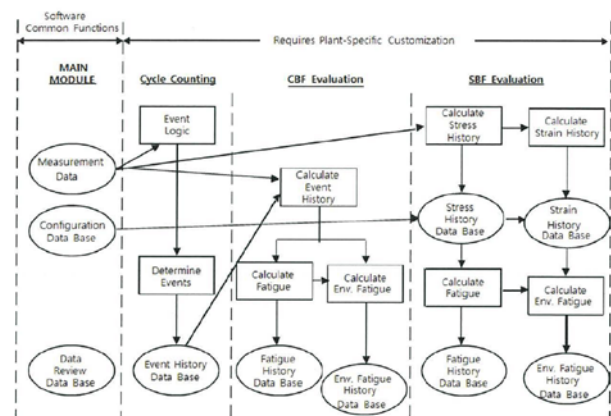 Software
Common Functions
Requires Plant-Specific Customization
MAIN
MODULE
Cycle Counting
CBF Evaluation
SBF Evaluation
Event
Logic
Calculate
Stress
History
Calculate
Strain History
Measurement
Data
Calculate
Event
History
Configuration
Data Base
Stress
History
Data Base
Strain
History
Data Base
Determine
Events
Calculate
Fatigue
Calculate
Env. Fatigue
Calculate
Fatigue
Calculate
Env. Fatigue
Data
Review
Data Base
Event History
Data Base
Fatigue
History
Data Base
Env. Fatigue
History
Data Base
Fatigue
History
Data Base
Env. Fatigue
History
Data Base